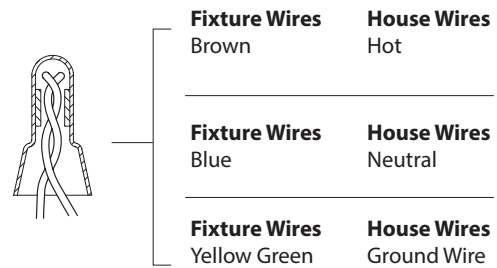 Fixture Wires House Wires
Brown Hot
Fixture Wires House Wires
Blue Neutral
Fixture Wires House Wires
Yellow Green Ground Wire